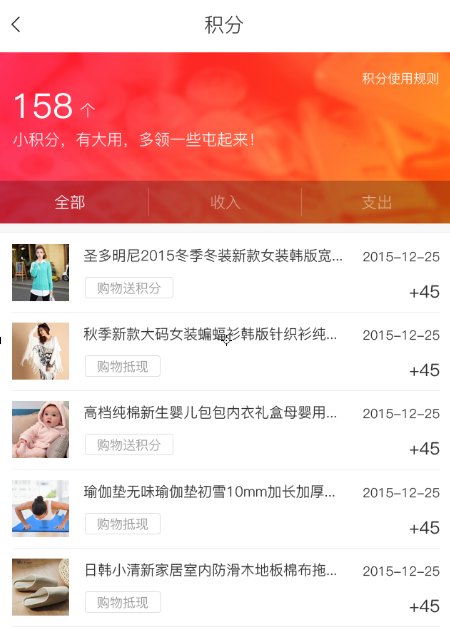 积分
积分使用规则
158 个
小积分，有大用，多领一些屯起来！
全部 收入 支出
圣多明尼2015冬季冬装新款女装韩版宽... 2015-12-25
购物送积分 +45
秋季新款大码女装蝙蝠衫韩版针织衫纯... 2015-12-25
购物抵现 +45
高档纯棉新生婴儿包包内衣礼盒母婴用... 2015-12-25
购物送积分 +45
瑜伽垫无味瑜伽垫初雪10mm加长加厚... 2015-12-25
购物抵现 +45
日韩小清新家居室内防滑木地板棉布拖... 2015-12-25
购物抵现 +45